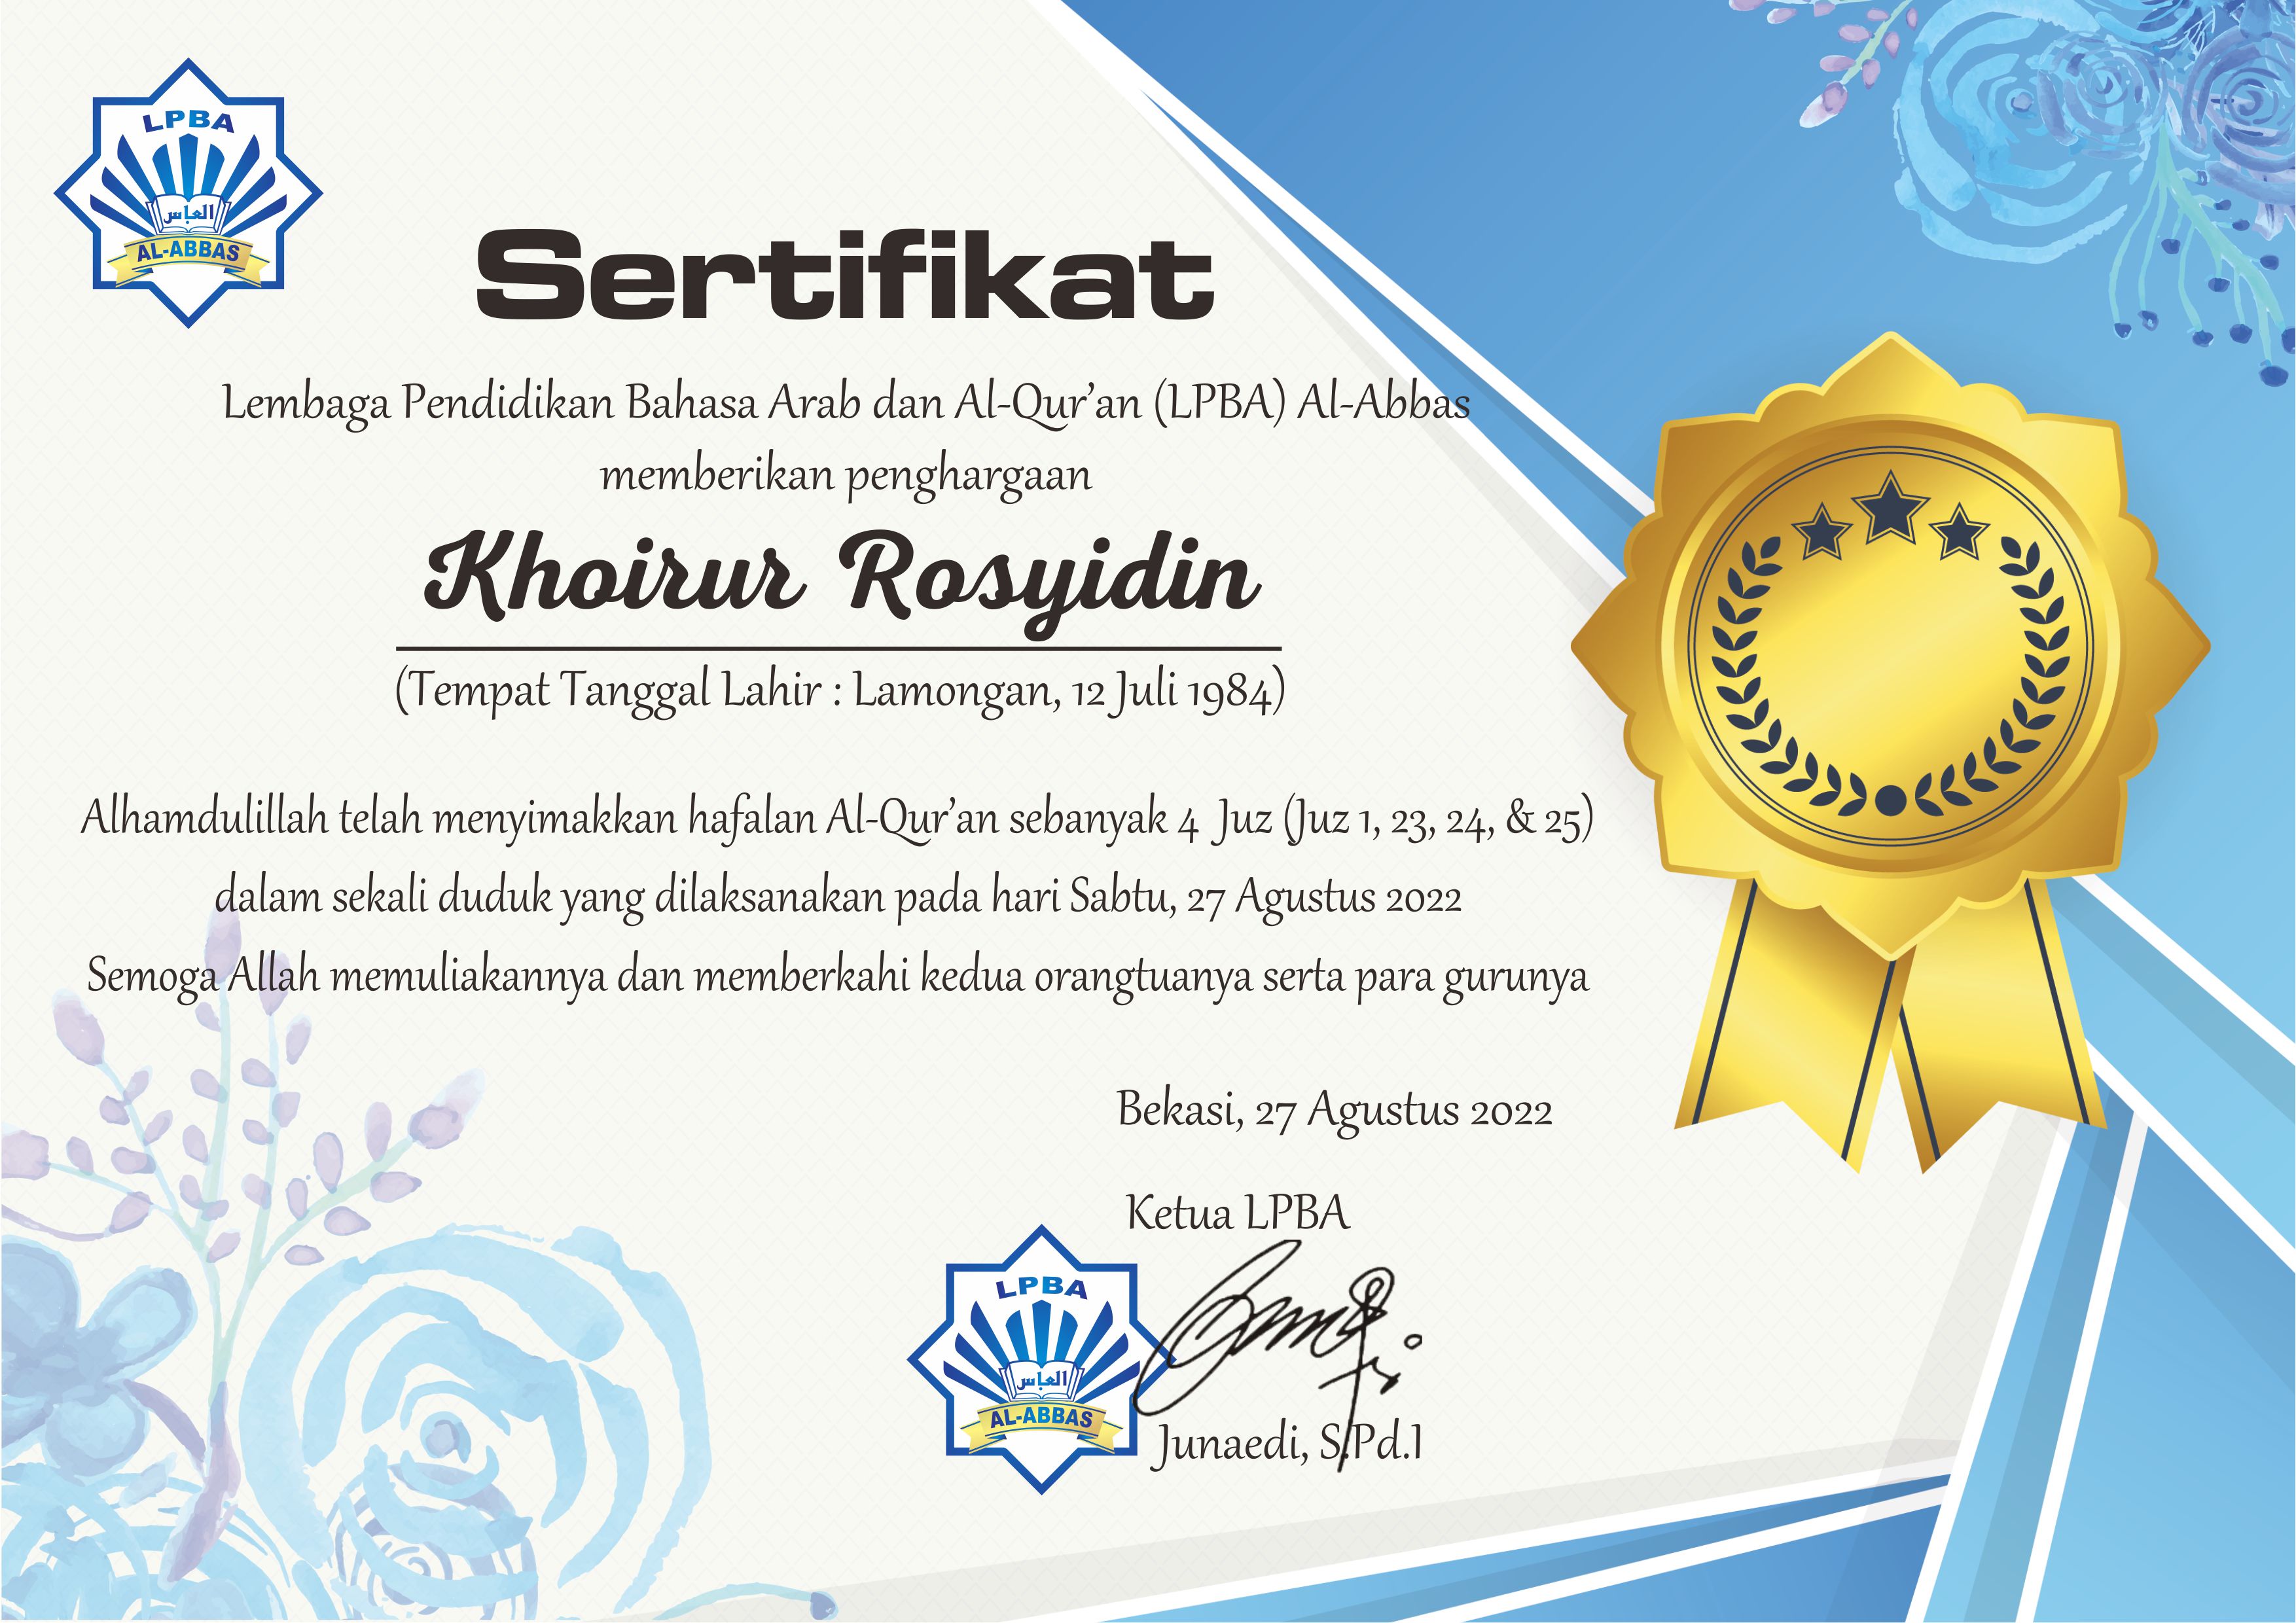 LPBA
العباس
AL-ABBAS
Sertifikat
Lembaga Pendidikan Bahasa Arab dan Al-Qur’an (LPBA) Al-Abbas
memberikan penghargaan
Khoirur Rosyidin
(Tempat Tanggal Lahir : Lamongan, 12 Juli 1984)
Alhamdulillah telah menyimakkan hafalan Al-Qur’an sebanyak 4 Juz (Juz 1, 23, 24, & 25)
dalam sekali duduk yang dilaksanakan pada hari Sabtu, 27 Agustus 2022
Semoga Allah memuliakannya dan memberkahi kedua orangtuanya serta para gurunya
Bekasi, 27 Agustus 2022
Ketua LPBA
LPBA
العباس
AL-ABBAS
Junaedi, S.Pd.I